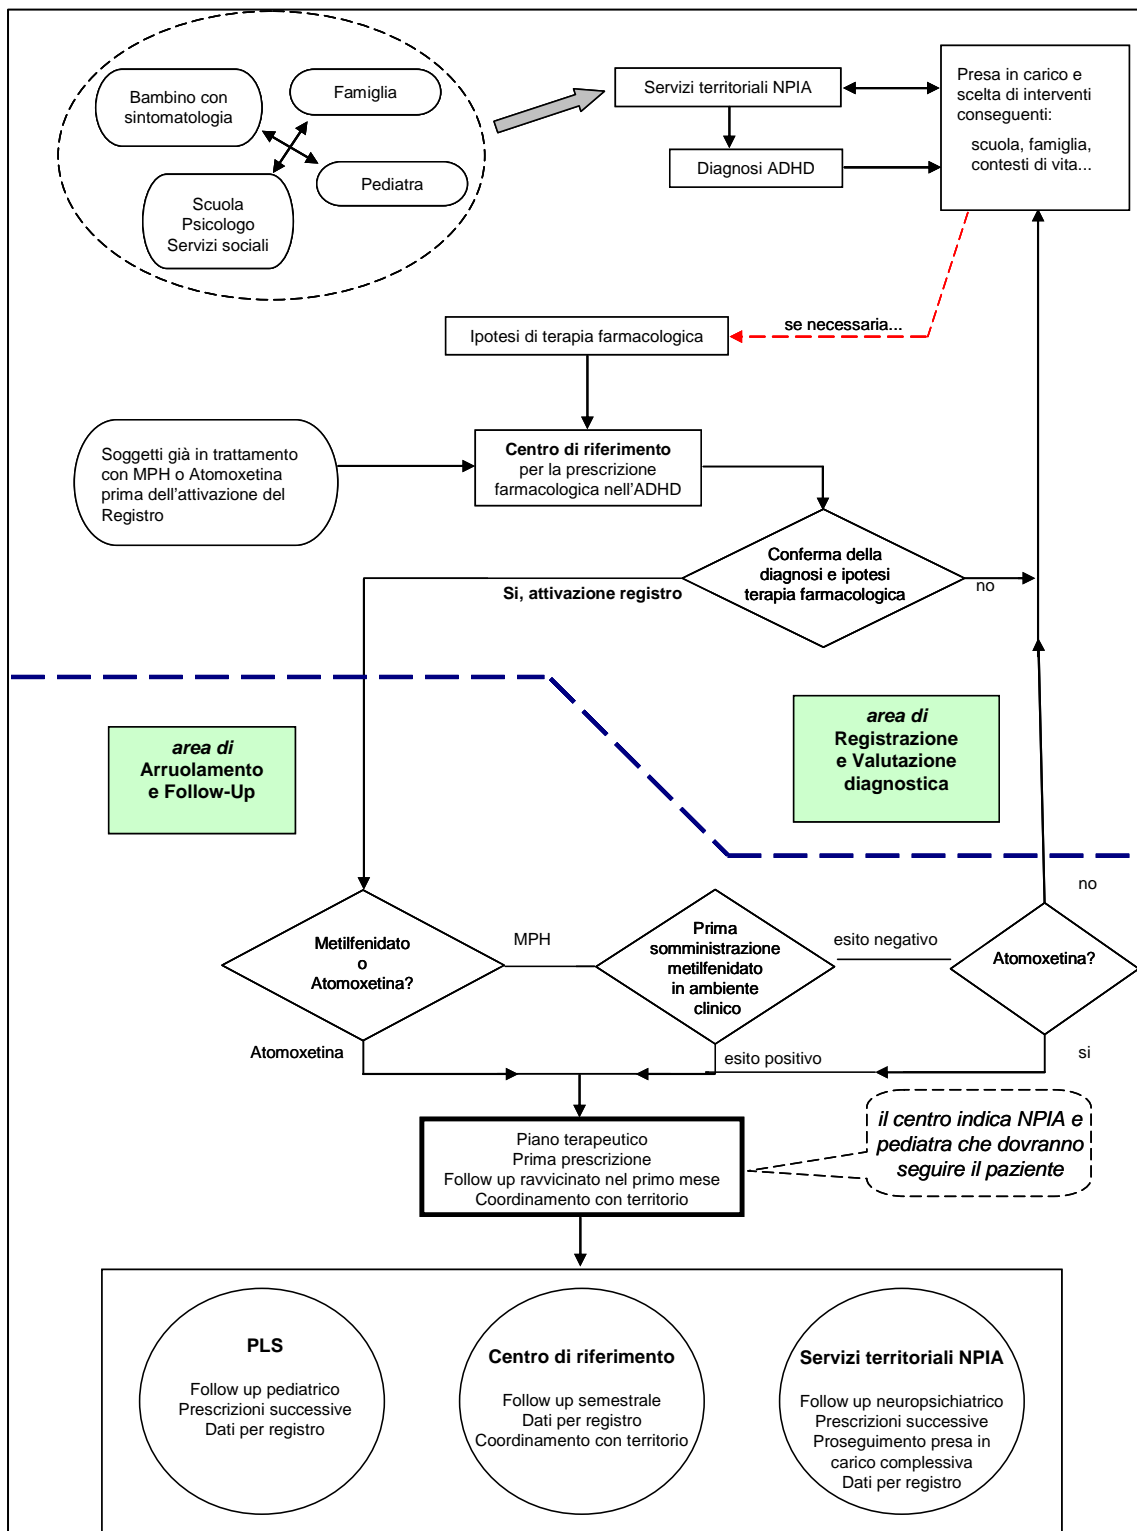 Bambino con
sintomatologia
Famiglia
Pediatra
Scuola
Psicologo
Servizi sociali
Servizi territoriali NPIA
Diagnosi ADHD
Presa in carico e
scelta di interventi
conseguenti:
scuola, famiglia,
contesti di vita...
se necessaria...
Ipotesi di terapia farmacologica
Soggetti già in trattamento
con MPH o Atomoxetina
prima dell'attivazione del
Registro
Centro di riferimento
per la prescrizione
farmacologica nell'ADHD
Conferma della
diagnosi e ipotesi
terapia farmacologica
Si, attivazione registro
no
area di
Arruolamento
e Follow-Up
area di
Registrazione
e Valutazione
diagnostica
no
Metilfenidato
o
Atomoxetina?
MPH
Prima
somministrazione
metilfenidato
in ambiente
clinico
esito negativo
Atomoxetina?
Atomoxetina
esito positivo
si
Piano terapeutico
Prima prescrizione
Follow up ravvicinato nel primo mese
Coordinamento con territorio
il centro indica NPIA e
pediatra che dovranno
seguire il paziente
PLS
Follow up pediatrico
Prescrizioni successive
Dati per registro
Centro di riferimento
Follow up semestrale
Dati per registro
Coordinamento con territorio
Servizi territoriali NPIA
Follow up neuropsichiatrico
Prescrizioni successive
Proseguimento presa in
carico complessiva
Dati per registro